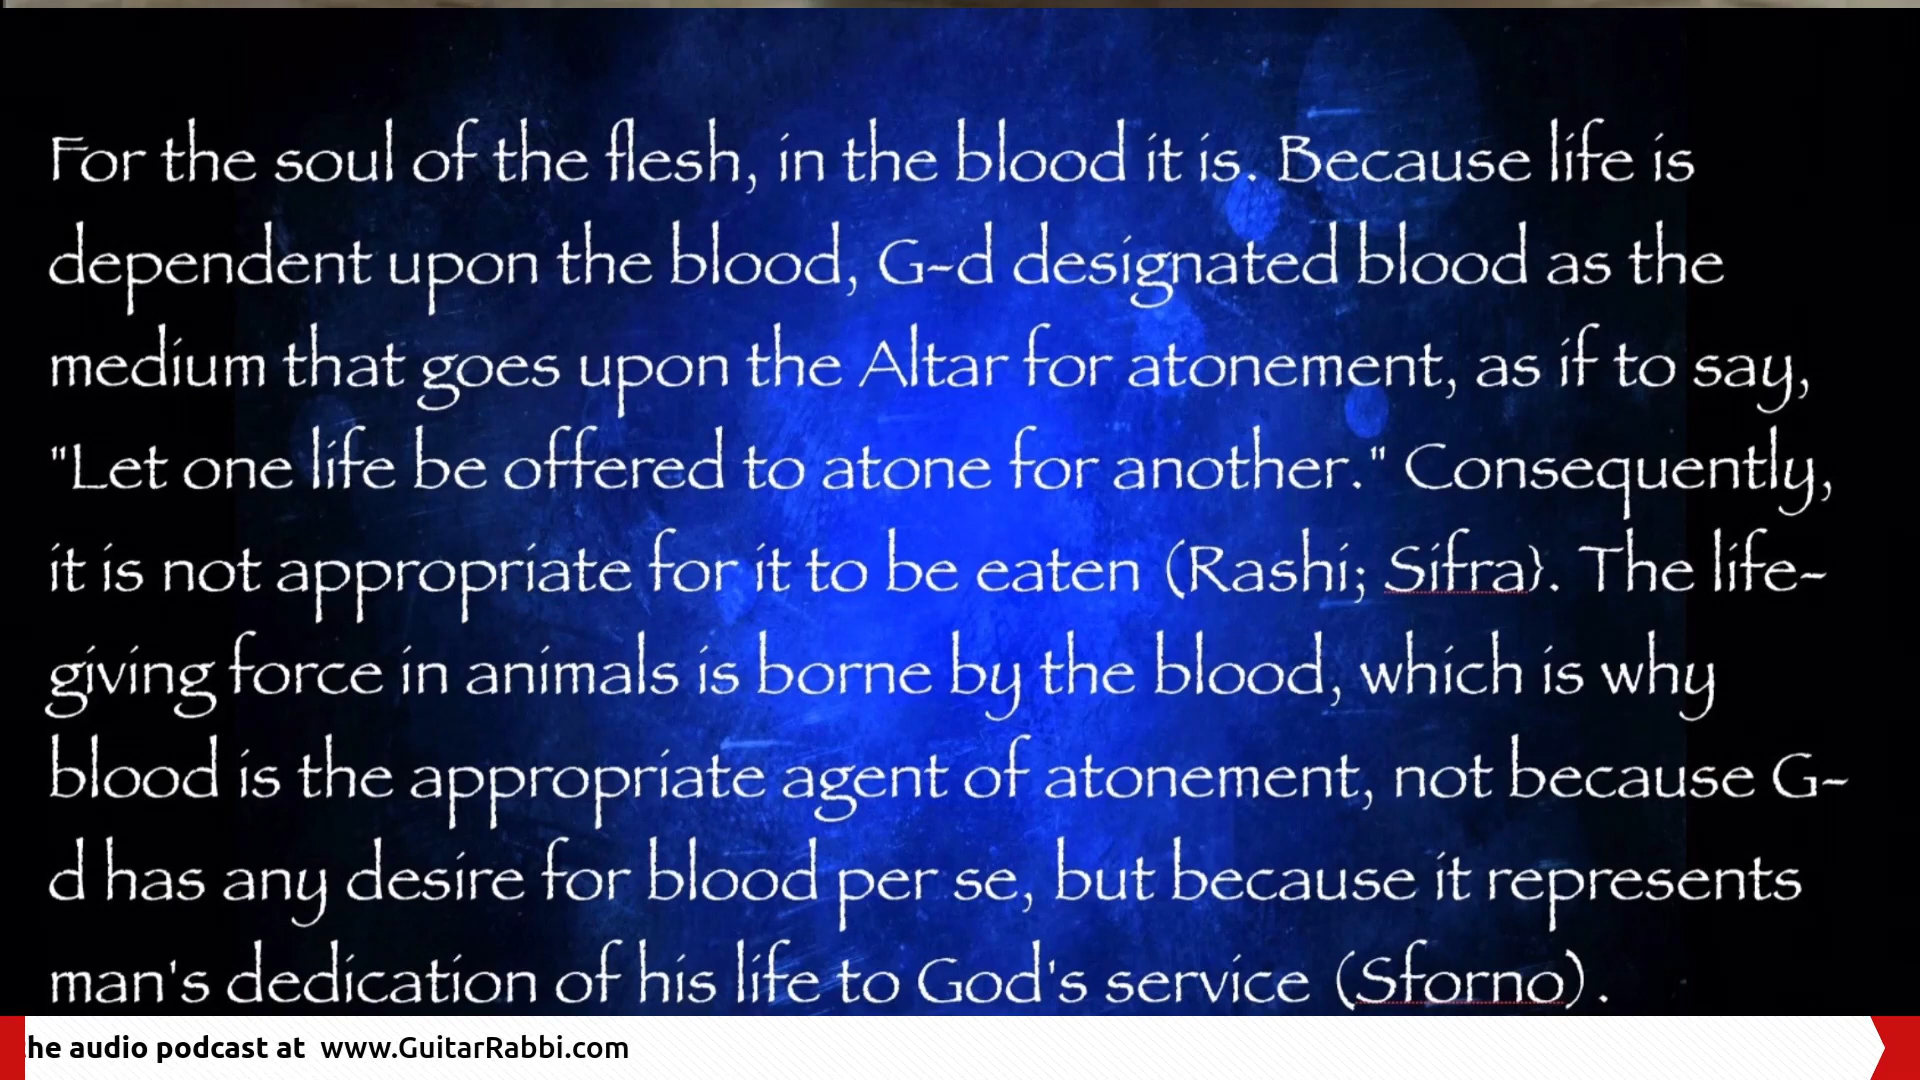 For the soul of the flesh, in the blood it is. Because life is
dependent upon the blood, G-d designated blood as the
medium that goes upon the Altar for atonement, as if to say,
"Let one life be offered to atone for another." Consequently,
it is not appropriate for it to be eaten (Rashi; Sifra}. The life-
giving force in animals is borne by the blood, which is why
blood is the appropriate agent of atonement, not because G-
d has any desire for blood per se, but because it represents
man's dedication of his life to God's service (Sforno) .
he audio podcast at www.GuitarRabbi.com